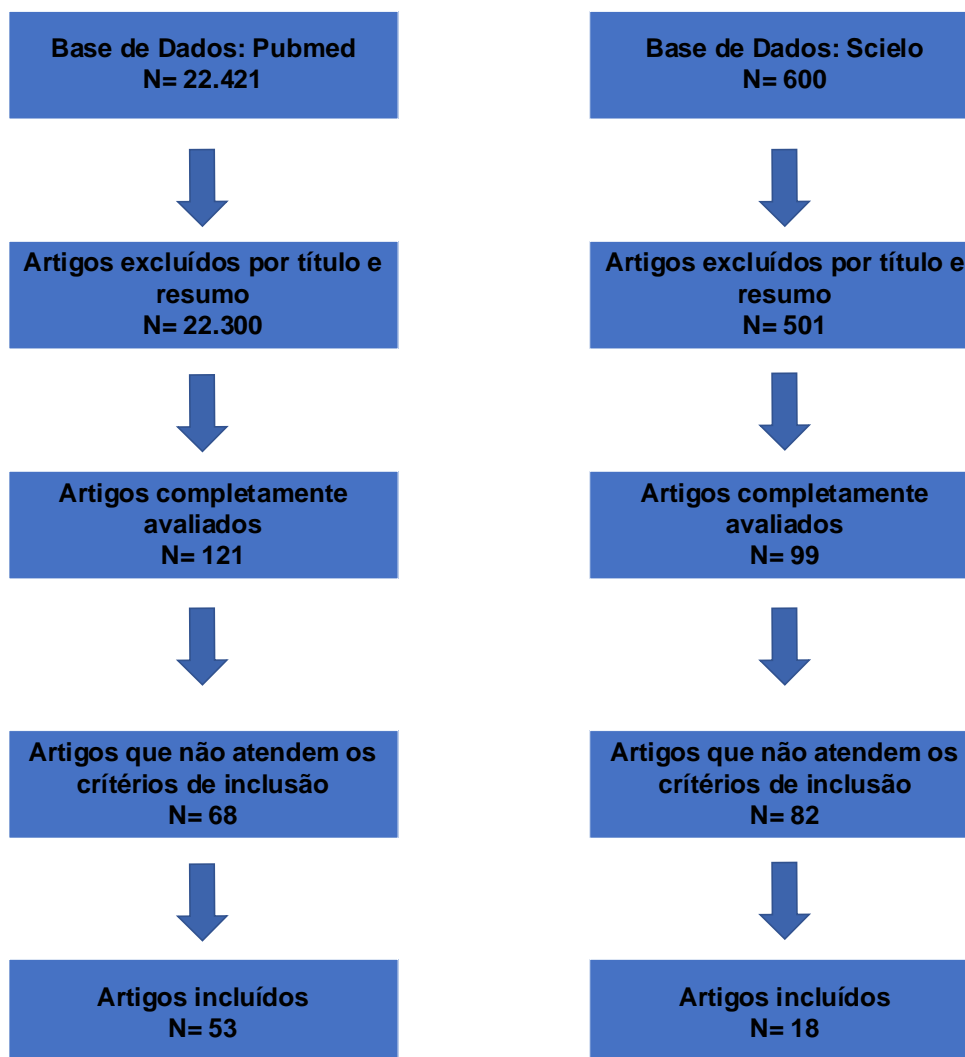 Base de Dados: Pubmed
N= 22.421
Base de Dados: Scielo
N= 600
Artigos excluídos por título e
resumo
N= 22.300
Artigos excluídos por título e
resumo
N= 501
Artigos completamente
avaliados
N= 121
Artigos completamente
avaliados
N= 99
Artigos que não atendem os
crítérios de inclusão
N= 68
Artigos que não atendem os
crítérios de inclusão
N= 82
Artigos incluídos
N= 53
Artigos incluídos
N= 18